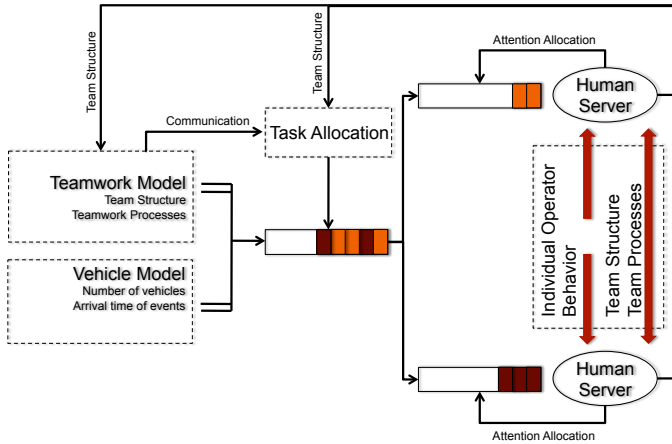 Team Structure
Team Structure
Attention Allocation
Human
Server
Communication
Task Allocation
Teamwork Model
Team Structure
Teamwork Processes
Vehicle Model
Number of vehicles
Arrival time of events
Individual Operator
Behavior
Team Structure
Team Processes
Human
Server
Attention Allocation